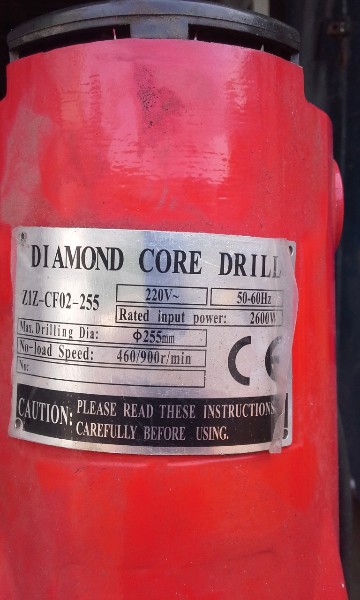 DIAMOND CORE DRILL
Z1Z-CF02-255 220V~ 50-60Hz
Rated input power: 2600W
Max.Drilling Dia: Φ255mm
No-load Speed: 460/900r/min
No:
CE
CAUTION: PLEASE READ THESE INSTRUCTIONS
CAREFULLY BEFORE USING.